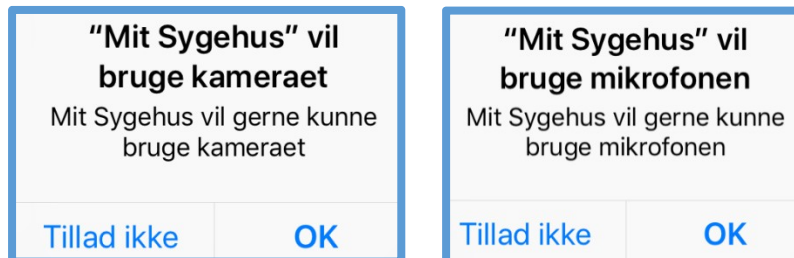 “Mit Sygehus” vil
bruge kameraet
Mit Sygehus vil gerne kunne
bruge kameraet
Tillad ikke
OK
“Mit Sygehus” vil
bruge mikrofonen
Mit Sygehus vil gerne kunne
bruge mikrofonen
Tillad ikke
OK